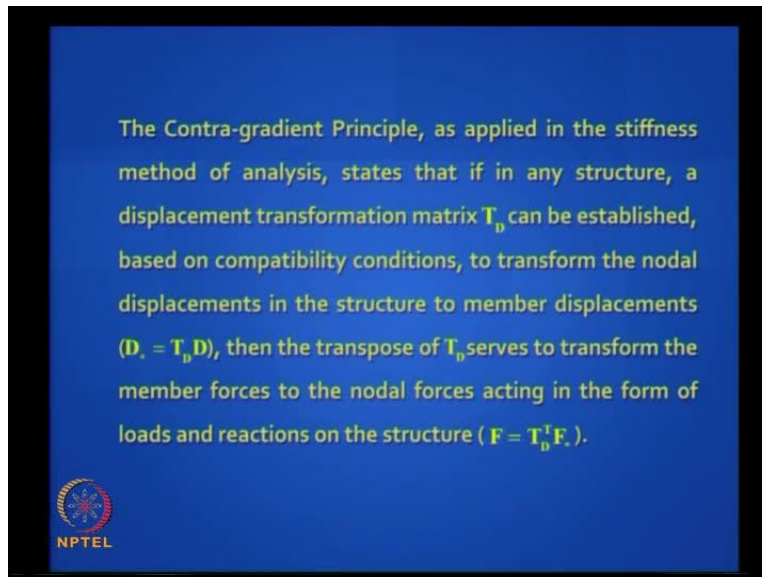 The Contra-gradient Principle, as applied in the stiffness
method of analysis, states that if in any structure, a
displacement transformation matrix T_D can be established,
based on compatibility conditions, to transform the nodal
displacements in the structure to member displacements
(D_* = T_D D), then the transpose of T_D serves to transform the
member forces to the nodal forces acting in the form of
loads and reactions on the structure ( F = T_D^T F_* ).
NPTEL